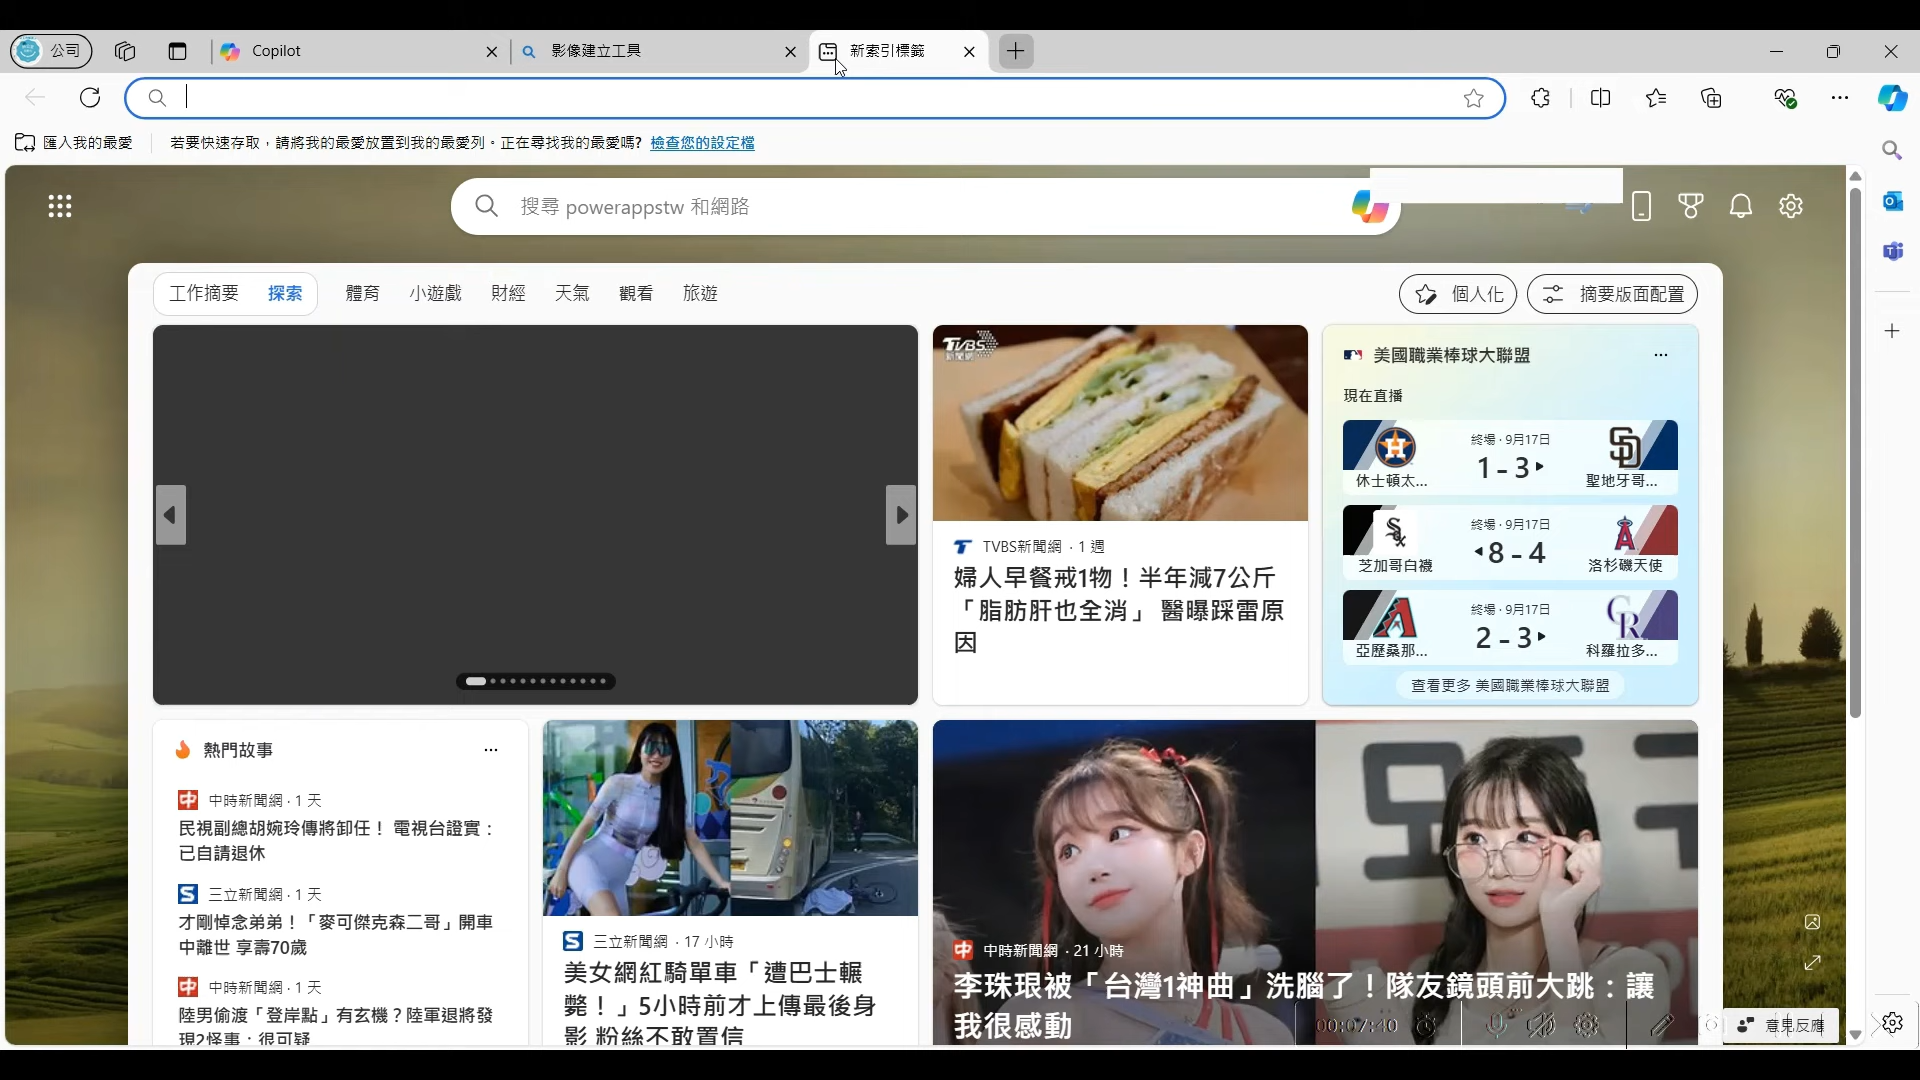 公司
Copilot
影像建立工具
新索引標籤
匯入我的最愛
若要快速存取，請將我的最愛放置到我的最愛列。正在尋找我的最愛嗎? 檢查您的設定檔
搜尋 powerappstw 和網路
工作摘要 探索 體育 小遊戲 財經 天氣 觀看 旅遊
個人化
摘要版面配置
TVBS
新聞網
TVBS新聞網 · 1 週
婦人早餐戒1物！半年減7公斤
「脂肪肝也全消」 醫曝踩雷原
因
美國職業棒球大聯盟
現在直播
終場 · 9月17日
1 - 3
休士頓太...
聖地牙哥...
終場 · 9月17日
8 - 4
芝加哥白襪
洛杉磯天使
終場 · 9月17日
2 - 3
亞歷桑那...
科羅拉多...
查看更多 美國職業棒球大聯盟
熱門故事
中時新聞網 · 1 天
民視副總胡婉玲傳將卸任！ 電視台證實：
已自請退休
三立新聞網 · 1 天
才剛悼念弟弟！「麥可傑克森二哥」開車
中離世 享壽70歲
中時新聞網 · 1 天
陸男偷渡「登岸點」有玄機？陸軍退將發
現2怪事：很可疑
三立新聞網 · 17 小時
美女網紅騎單車「遭巴士輾
斃！」5小時前才上傳最後身
影 粉絲不敢置信
中時新聞網 · 21 小時
李珠珢被「台灣1神曲」洗腦了！隊友鏡頭前大跳：讓
我很感動
00:07:40
意見反應